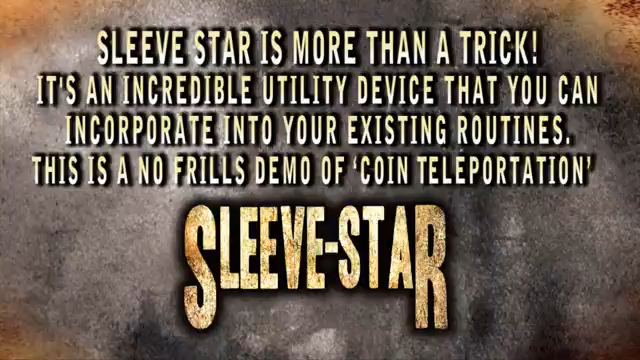 SLEEVE STAR IS MORE THAN A TRICK!
IT'S AN INCREDIBLE UTILITY DEVICE THAT YOU CAN
INCORPORATE INTO YOUR EXISTING ROUTINES.
THIS IS A NO FRILLS DEMO OF 'COIN TELEPORTATION'
SLEEVE-STAR